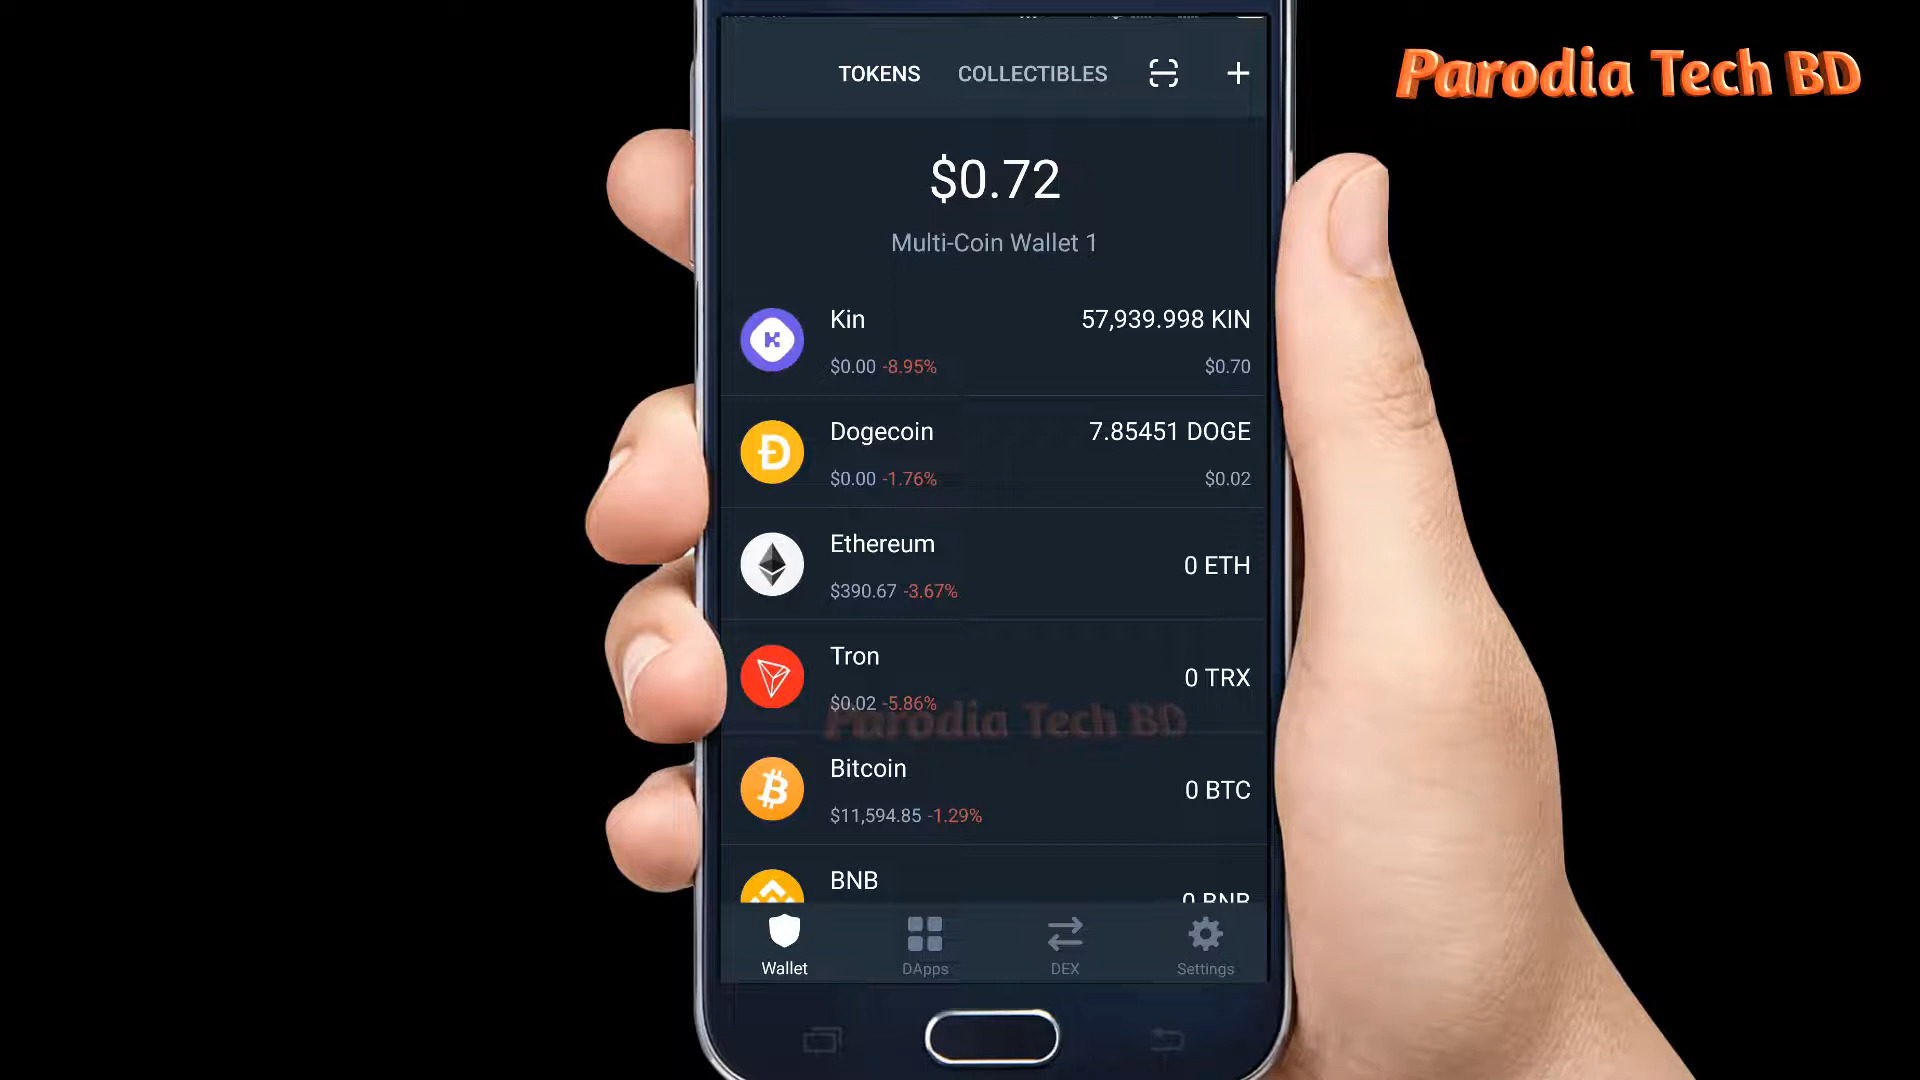 Parodia Tech BD
TOKENS COLLECTIBLES
$0.72
Multi-Coin Wallet 1
Kin 57,939.998 KIN
$0.00 -8.95% $0.70
Dogecoin 7.85451 DOGE
$0.00 -1.76% $0.02
Ethereum 0 ETH
$390.67 -3.67%
Tron 0 TRX
$0.02 -5.86%
Parodia Tech BD
Bitcoin 0 BTC
$11,594.85 -1.29%
BNB 0 BNB
Wallet DApps DEX Settings